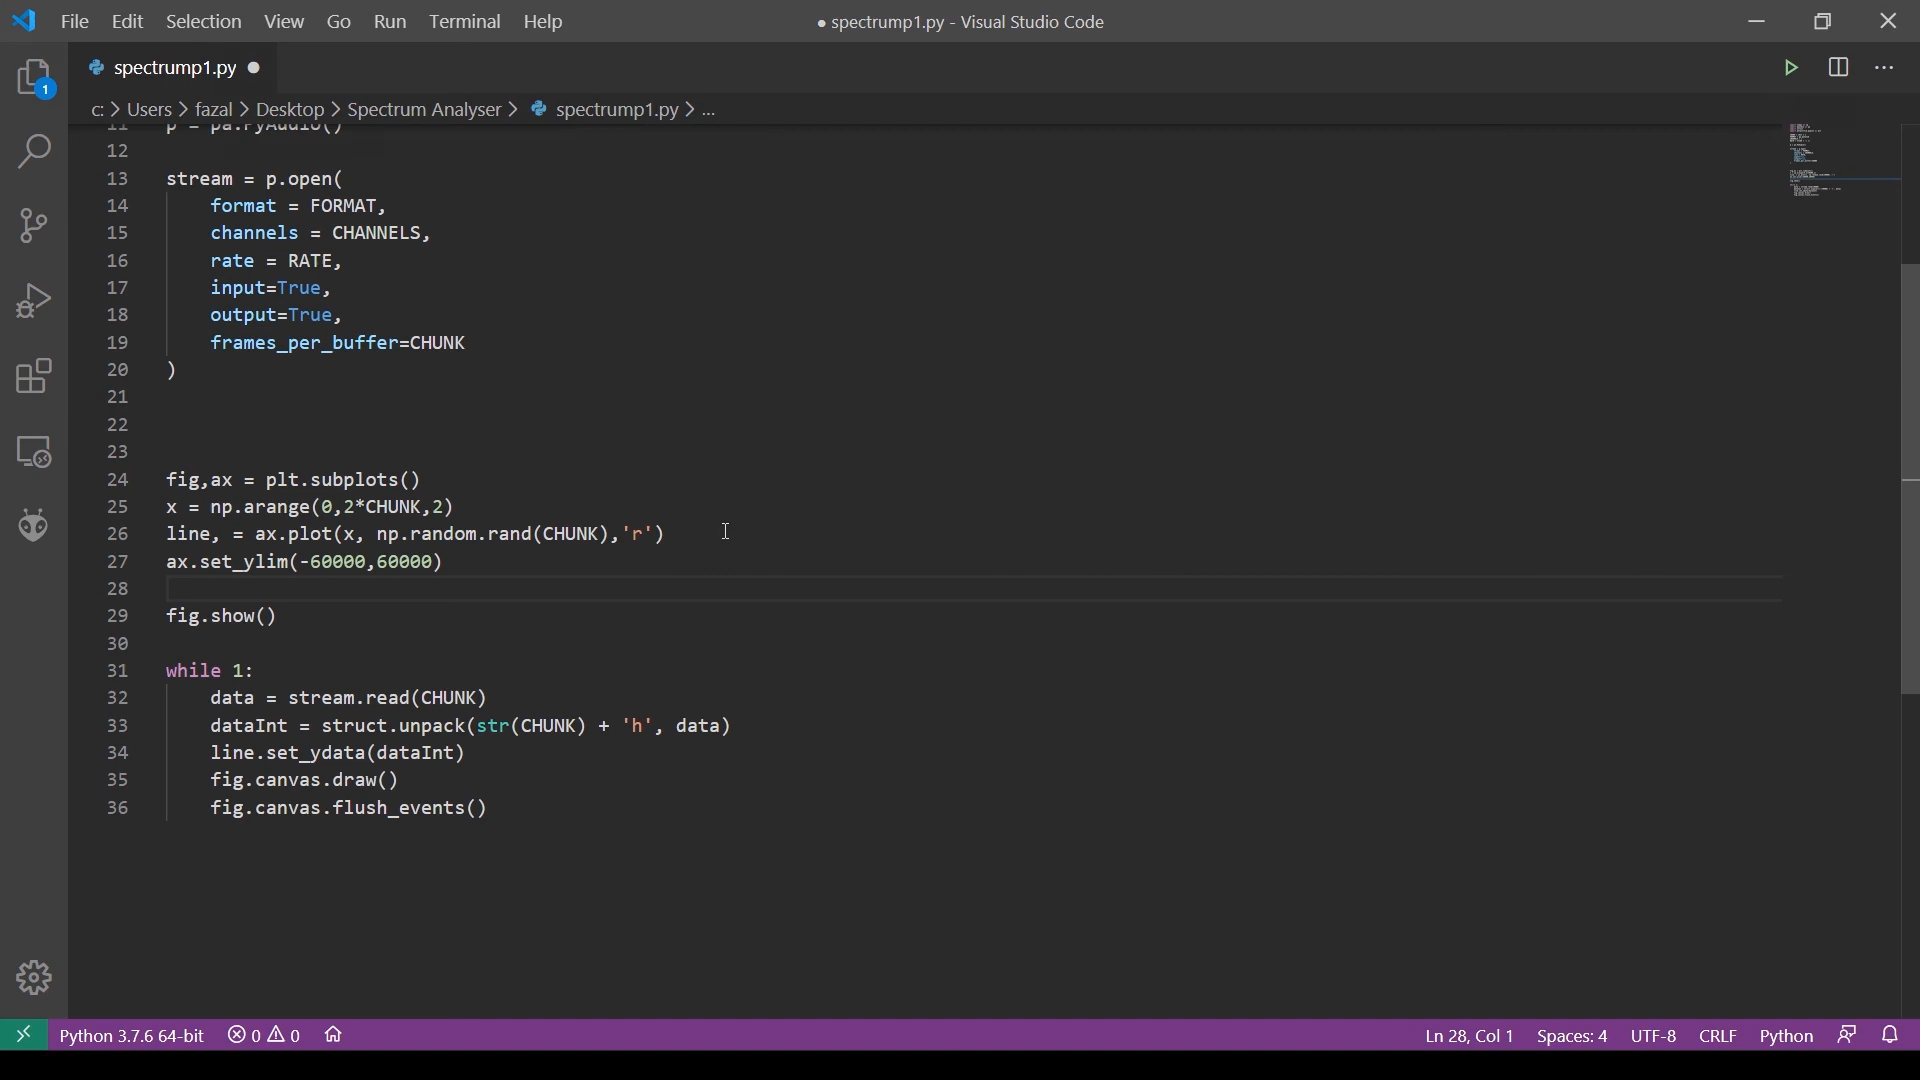 File Edit Selection View Go Run Terminal Help ● spectrump1.py - Visual Studio Code
spectrump1.py ●
1
c: > Users > fazal > Desktop > Spectrum Analyser > spectrump1.py > ...
11 p = pa.PyAudio()
12
13 stream = p.open(
14     format = FORMAT,
15     channels = CHANNELS,
16     rate = RATE,
17     input=True,
18     output=True,
19     frames_per_buffer=CHUNK
20 )
21
22
23
24 fig,ax = plt.subplots()
25 x = np.arange(0,2*CHUNK,2)
26 line, = ax.plot(x, np.random.rand(CHUNK),'r')
27 ax.set_ylim(-60000,60000)
28
29 fig.show()
30
31 while 1:
32     data = stream.read(CHUNK)
33     dataInt = struct.unpack(str(CHUNK) + 'h', data)
34     line.set_ydata(dataInt)
35     fig.canvas.draw()
36     fig.canvas.flush_events()
Python 3.7.6 64-bit 0 0 Ln 28, Col 1 Spaces: 4 UTF-8 CRLF Python